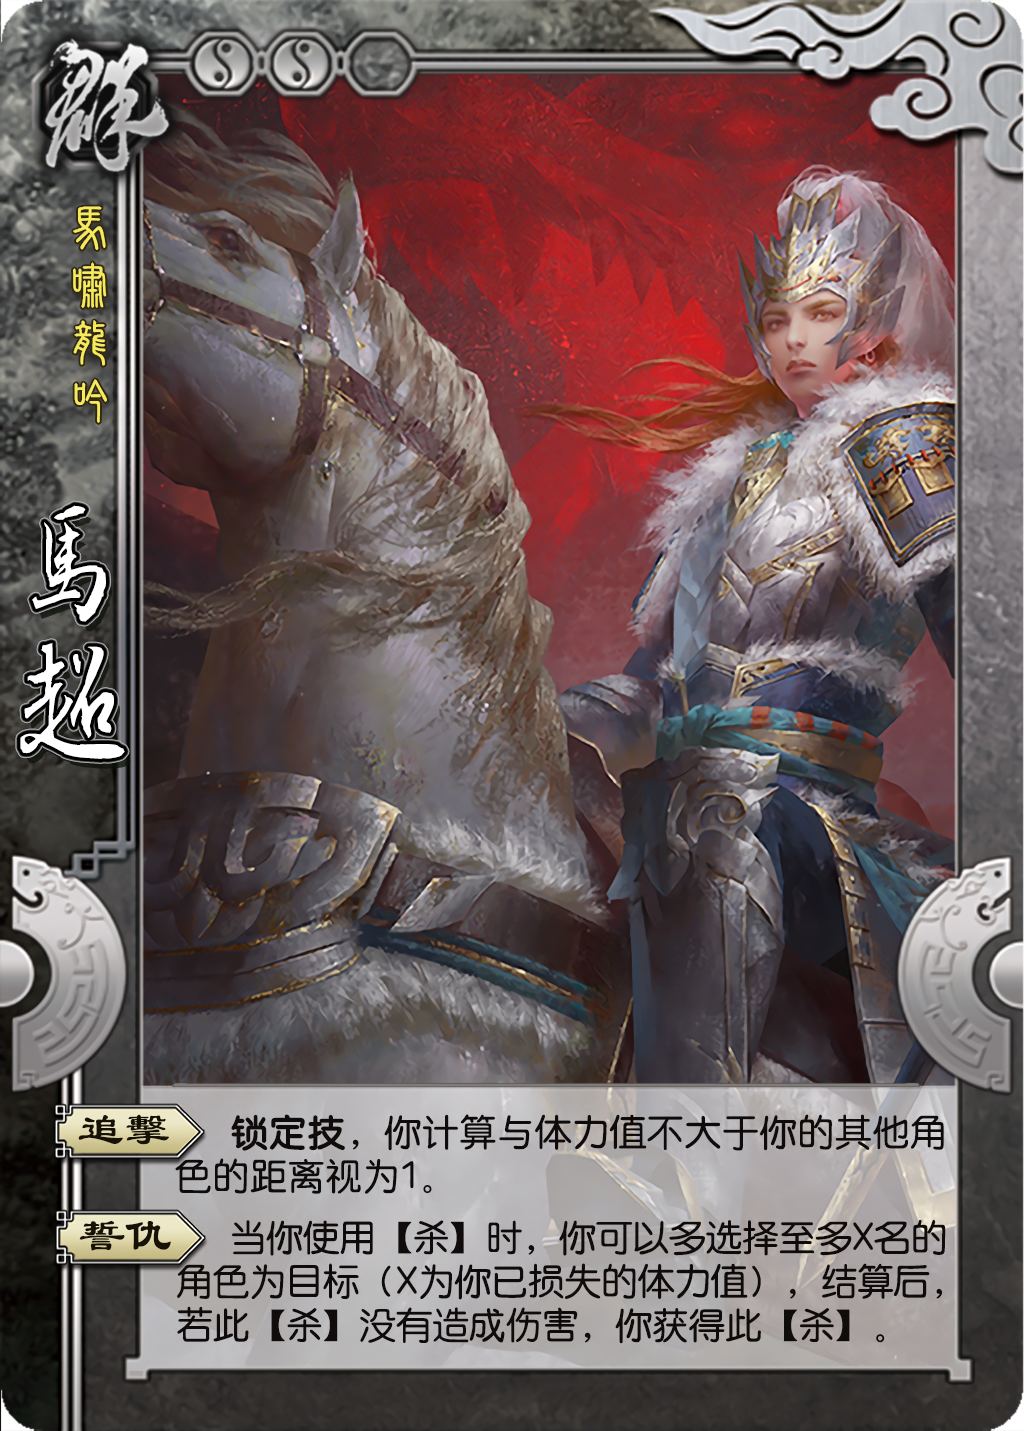 群
馬嘯龍吟
馬超
追擊
锁定技，你计算与体力值不大于你的其他角
色的距离视为1。
誓仇
当你使用【杀】时，你可以多选择至多X名的
角色为目标（X为你已损失的体力值），结算后，
若此【杀】没有造成伤害，你获得此【杀】。